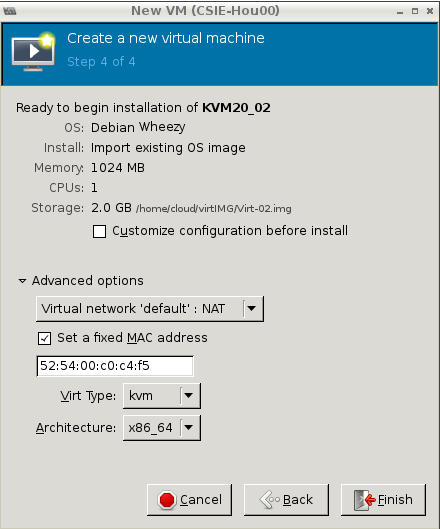 New VM (CSIE-Hou00)
Create a new virtual machine
Step 4 of 4
Ready to begin installation of KVM20_02
OS: Debian Wheezy
Install: Import existing OS image
Memory: 1024 MB
CPUs: 1
Storage: 2.0 GB /home/cloud/virtIMG/Virt-02.img
Customize configuration before install
Advanced options
Virtual network 'default' : NAT
Set a fixed MAC address
52:54:00:c0:c4:f5
Virt Type: kvm
Architecture: x86_64
Cancel Back Finish